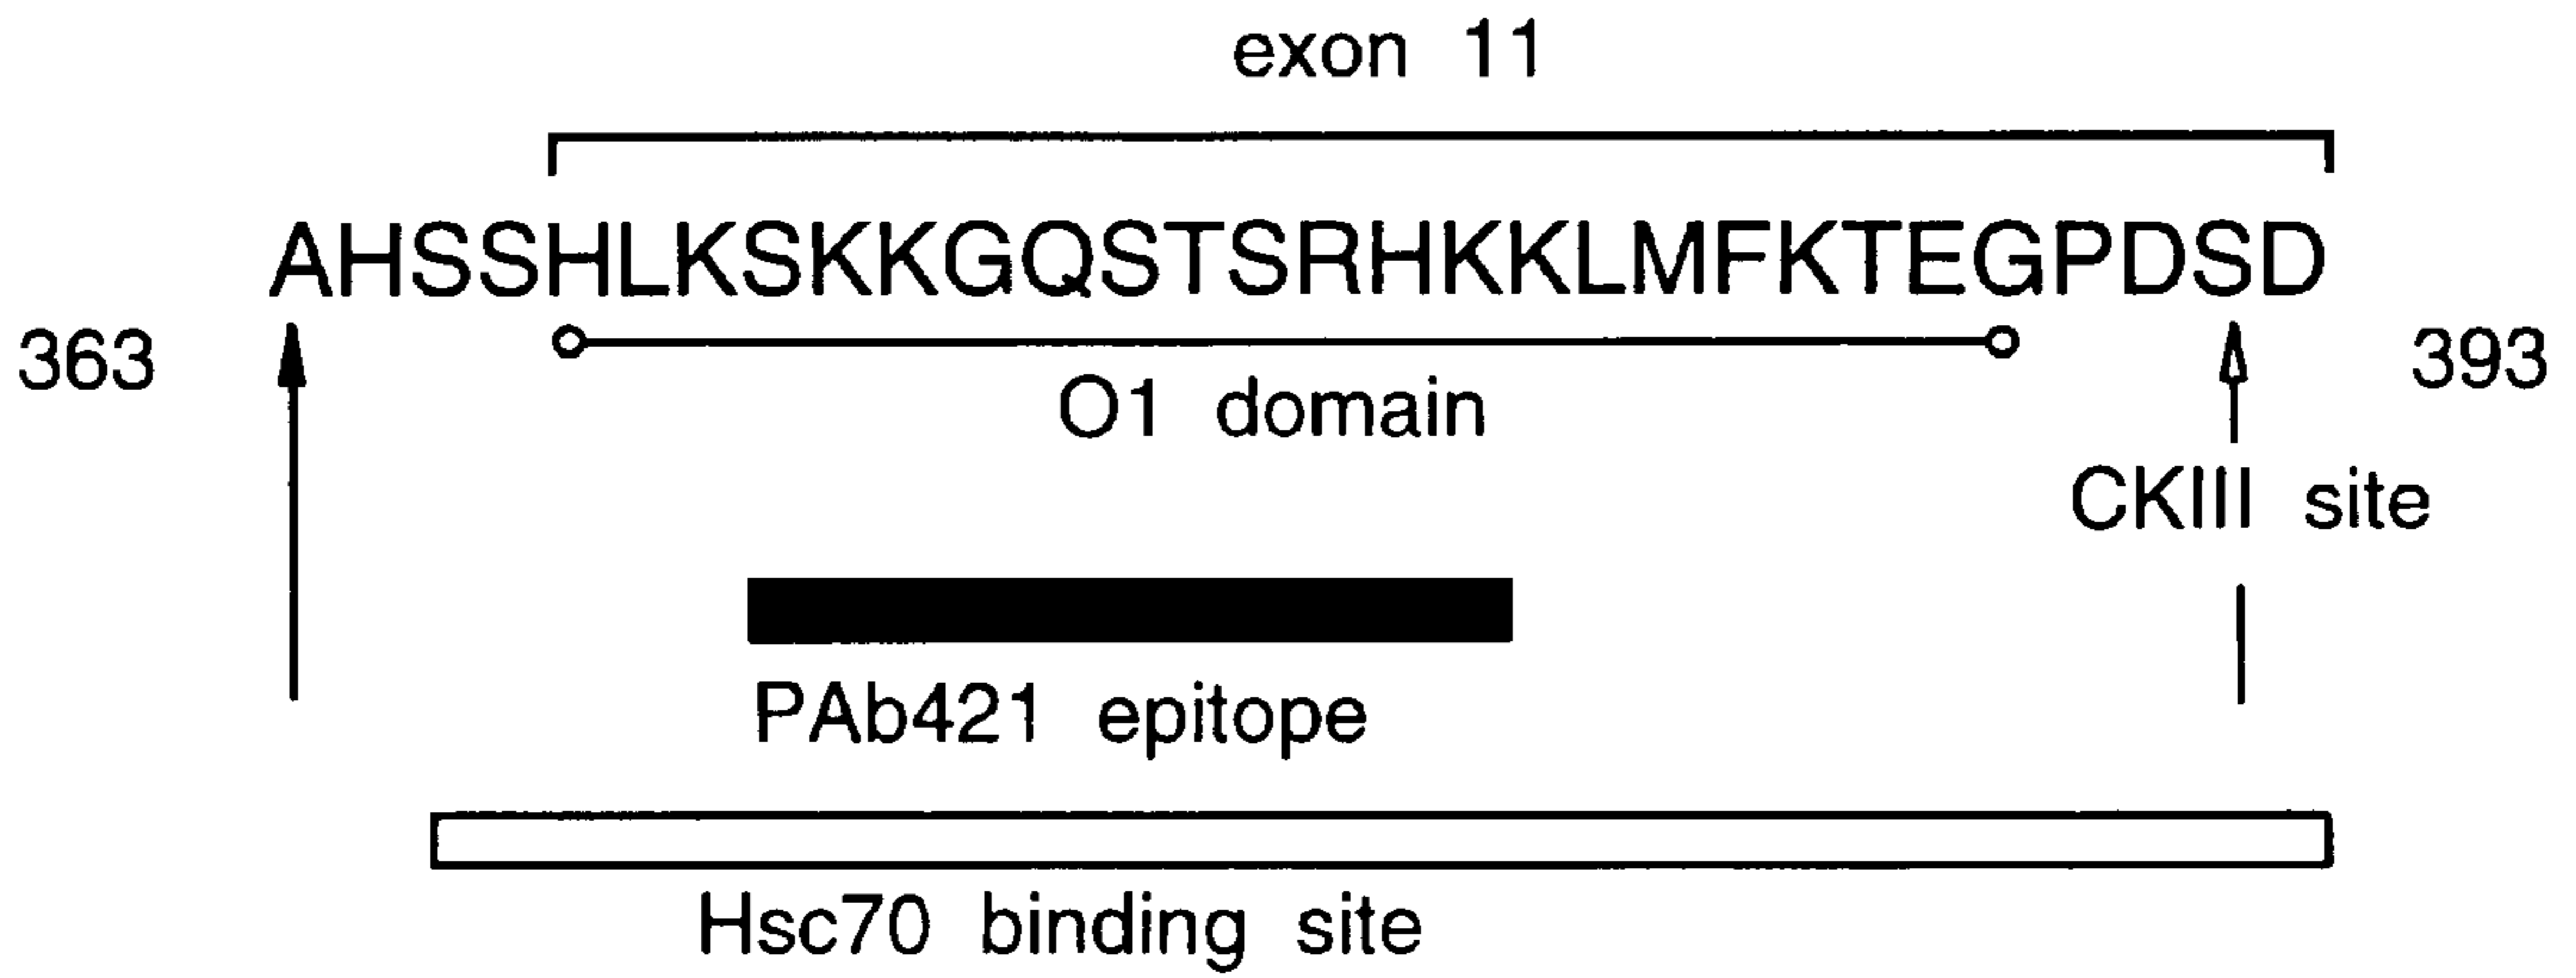 exon 11
AHSSHLKSKKGQSTSRHKKLMFKTEGPDSD
363
393
O1 domain
CKIII site
PAb421 epitope
Hsc70 binding site